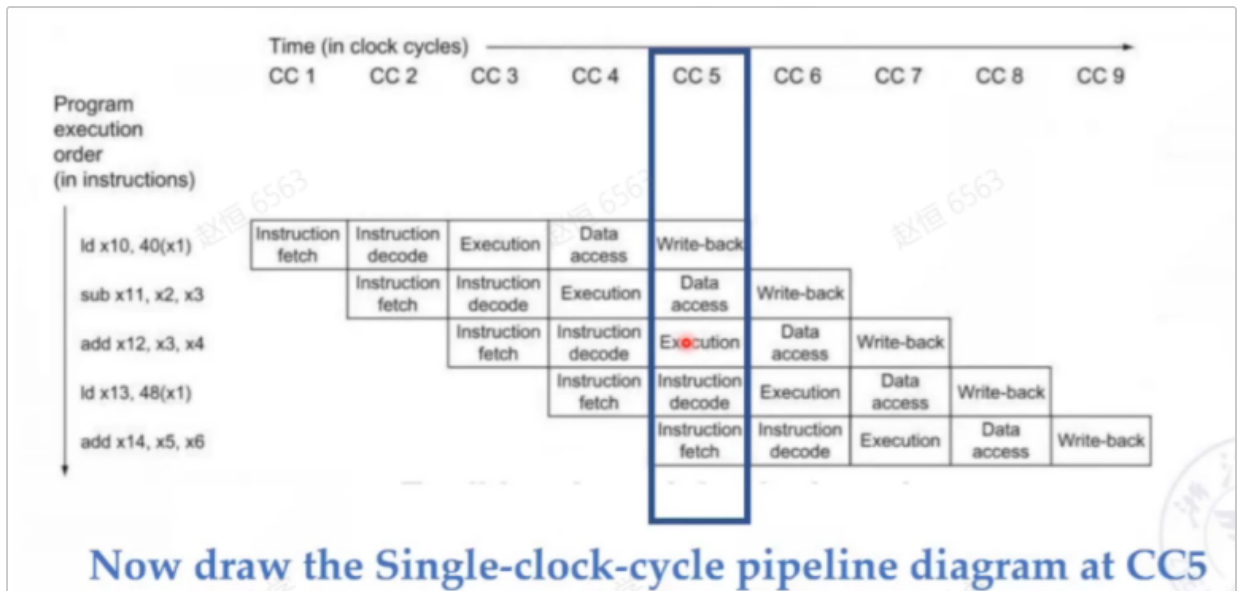 Time (in clock cycles)
CC 1 CC 2 CC 3 CC 4 CC 5 CC 6 CC 7 CC 8 CC 9
Program
execution
order
(in instructions)
赵恒 6563 赵恒 6563 赵恒 6563
ld x10, 40(x1) Instruction fetch Instruction decode Execution Data access Write-back
sub x11, x2, x3 Instruction fetch Instruction decode Execution Data access Write-back
add x12, x3, x4 Instruction fetch Instruction decode Execution Data access Write-back
ld x13, 48(x1) Instruction fetch Instruction decode Execution Data access Write-back
add x14, x5, x6 Instruction fetch Instruction decode Execution Data access Write-back
Now draw the Single-clock-cycle pipeline diagram at CC5